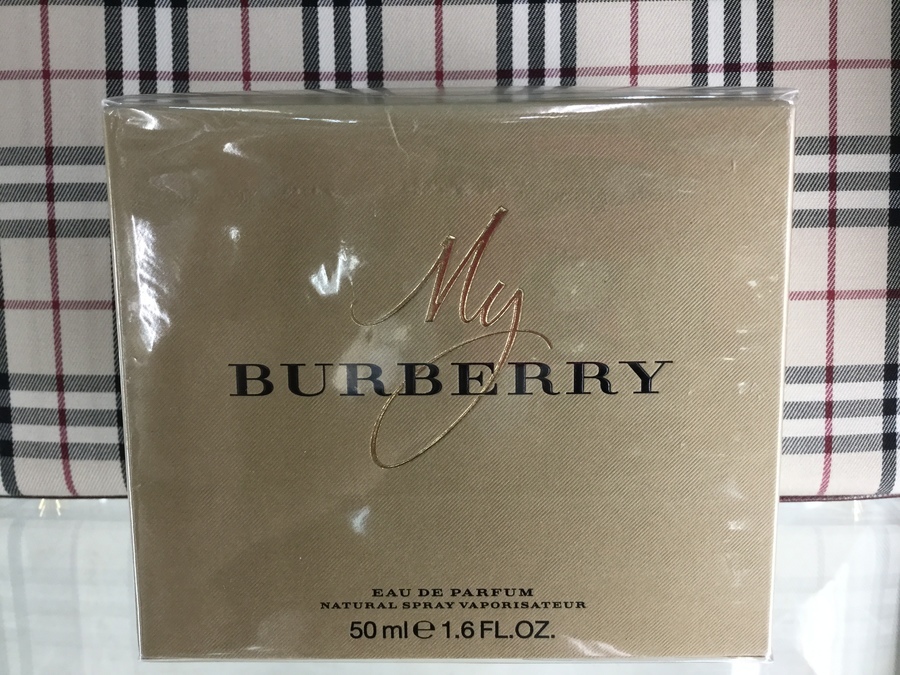 My
BURBERRY
EAU DE PARFUM
NATURAL SPRAY VAPORISATEUR
50 ml ℮ 1.6 FL.OZ.